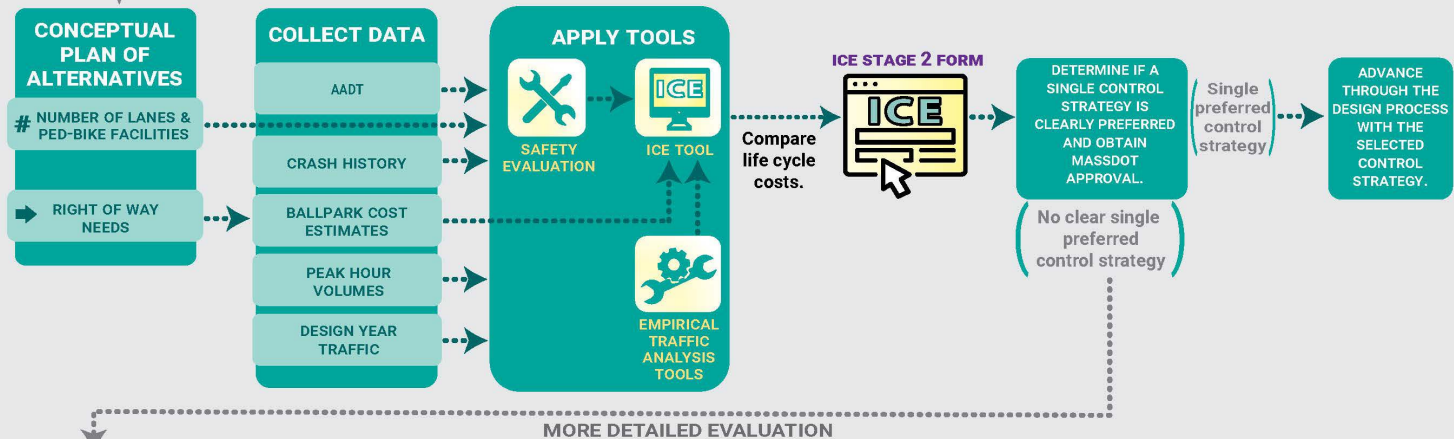 CONCEPTUAL
PLAN OF
ALTERNATIVES
# NUMBER OF LANES &
PED-BIKE FACILITIES
RIGHT OF WAY
NEEDS
COLLECT DATA
AADT
CRASH HISTORY
BALLPARK COST
ESTIMATES
PEAK HOUR
VOLUMES
DESIGN YEAR
TRAFFIC
APPLY TOOLS
SAFETY
EVALUATION
ICE
ICE TOOL
EMPIRICAL
TRAFFIC
ANALYSIS
TOOLS
Compare
life cycle
costs.
ICE STAGE 2 FORM
ICE
DETERMINE IF A
SINGLE CONTROL
STRATEGY IS
CLEARLY PREFERRED
AND OBTAIN
MASSDOT
APPROVAL.
Single
preferred
control
strategy
No clear single
preferred
control strategy
ADVANCE
THROUGH THE
DESIGN PROCESS
WITH THE
SELECTED
CONTROL
STRATEGY.
MORE DETAILED EVALUATION